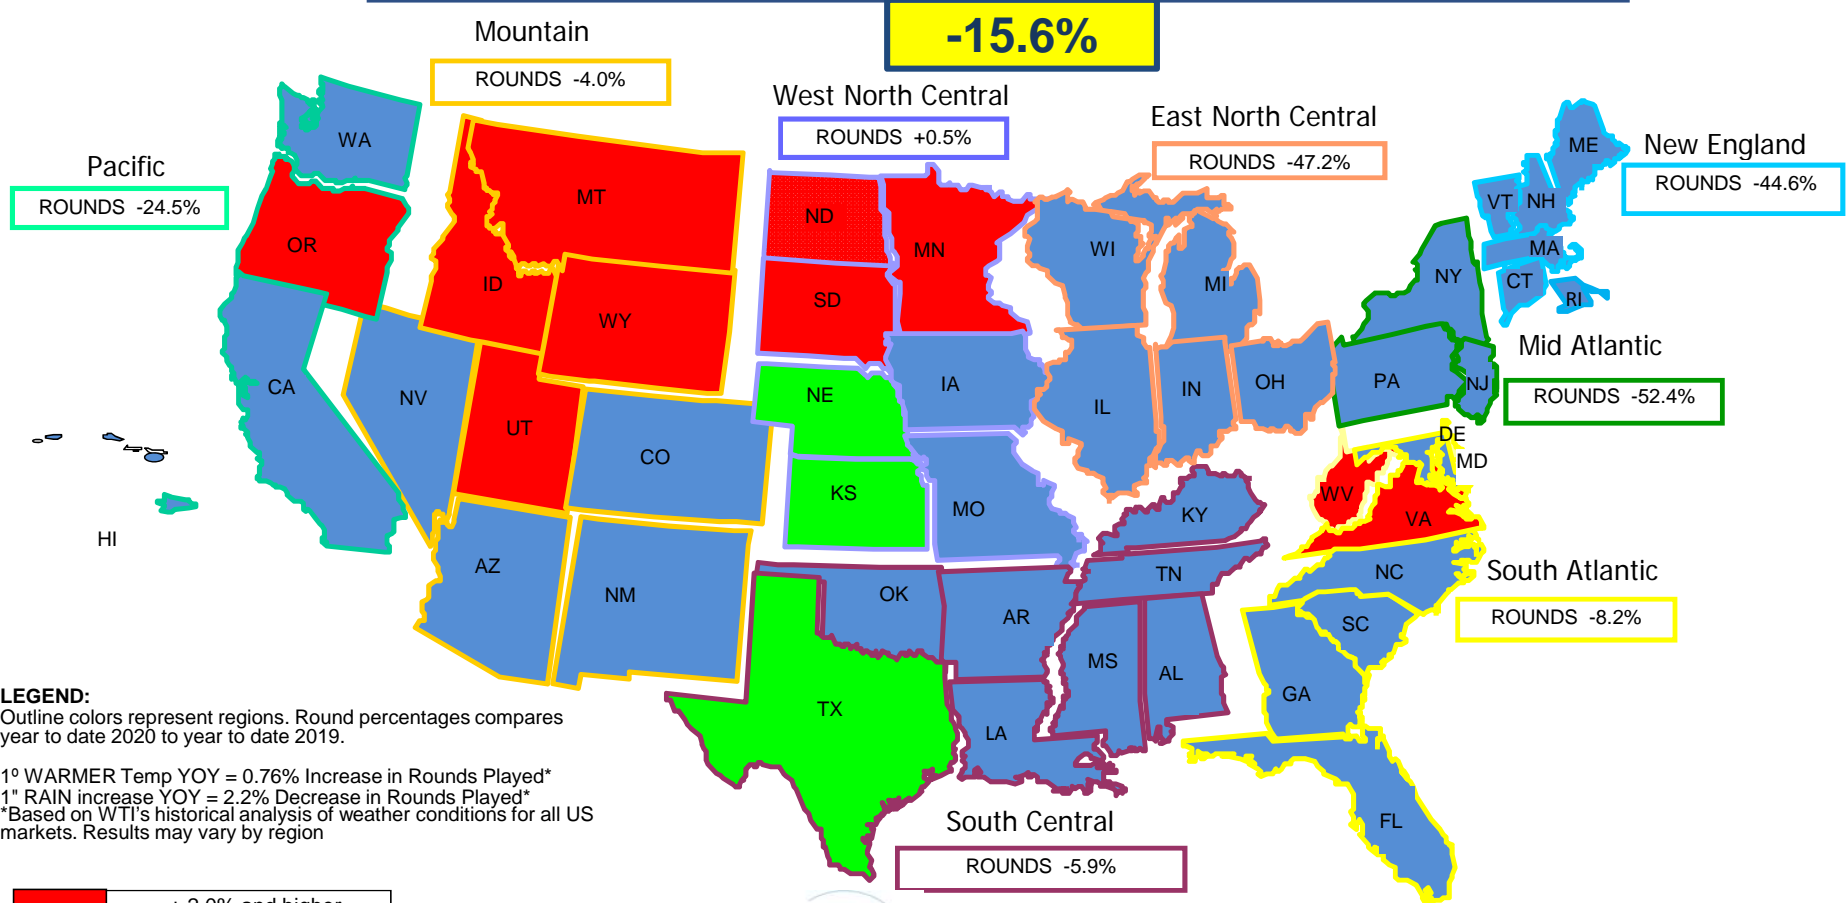 -15.6%
Mountain
ROUNDS -4.0%
West North Central
ROUNDS +0.5%
East North Central
ROUNDS -47.2%
New England
ROUNDS -44.6%
Pacific
ROUNDS -24.5%
Mid Atlantic
ROUNDS -52.4%
South Atlantic
ROUNDS -8.2%
South Central
ROUNDS -5.9%
WA
OR
CA
HI
MT
ID
WY
NV
UT
CO
AZ
NM
ND
SD
MN
NE
IA
KS
MO
WI
MI
IL
IN
OH
ME
VT
NH
MA
CT
RI
NY
PA
NJ
DE
MD
WV
VA
NC
SC
GA
FL
KY
TN
OK
AR
MS
AL
TX
LA
LEGEND:
Outline colors represent regions. Round percentages compares
year to date 2020 to year to date 2019.
1º WARMER Temp YOY = 0.76% Increase in Rounds Played*
1" RAIN increase YOY = 2.2% Decrease in Rounds Played*
*Based on WTI's historical analysis of weather conditions for all US
markets. Results may vary by region
+ 2.0% and higher